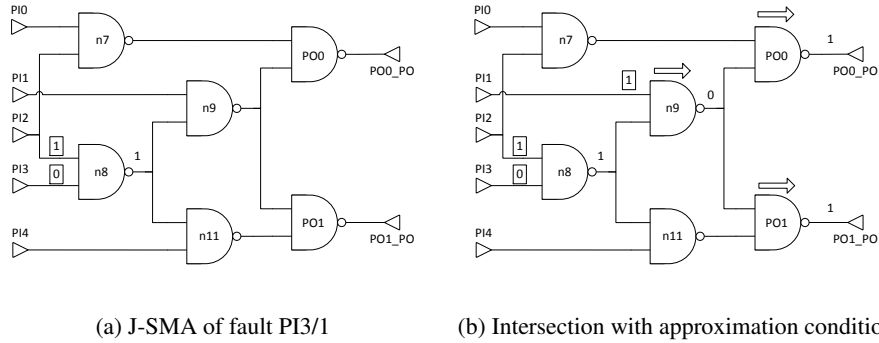 PI0
n7
PO0
PO0_PO
PI1
n9
PI2
1
1
PI3
0
n8
PI4
n11
PO1
PO1_PO
(a) J-SMA of fault PI3/1
PI0
n7
PO0
1
PO0_PO
PI1
1
n9
0
PI2
1
1
PI3
0
n8
PI4
n11
PO1
1
PO1_PO
(b) Intersection with approximation conditio